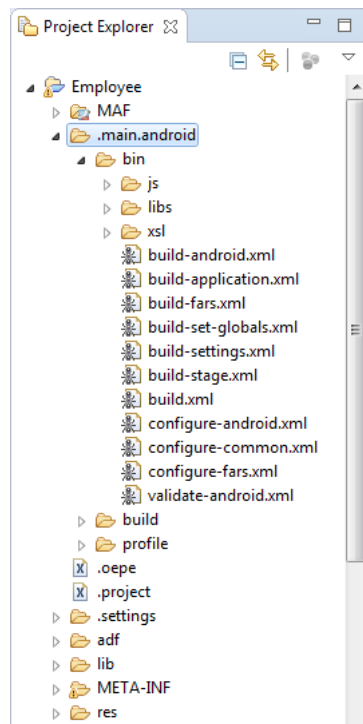 Project Explorer
Employee
MAF
.main.android
bin
js
libs
xsl
build-android.xml
build-application.xml
build-fars.xml
build-set-globals.xml
build-settings.xml
build-stage.xml
build.xml
configure-android.xml
configure-common.xml
configure-fars.xml
validate-android.xml
build
profile
.oepe
.project
.settings
adf
lib
META-INF
res